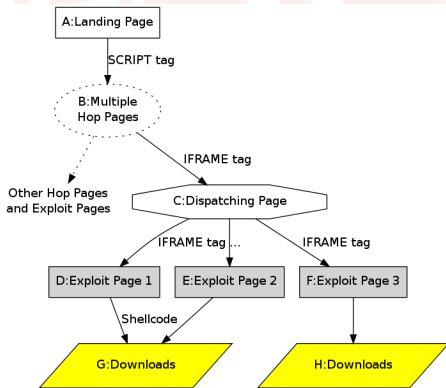 A:Landing Page
SCRIPT tag
B:Multiple
Hop Pages
IFRAME tag
Other Hop Pages
and Exploit Pages
C:Dispatching Page
IFRAME tag ...
IFRAME tag
D:Exploit Page 1
E:Exploit Page 2
F:Exploit Page 3
Shellcode
G:Downloads
H:Downloads